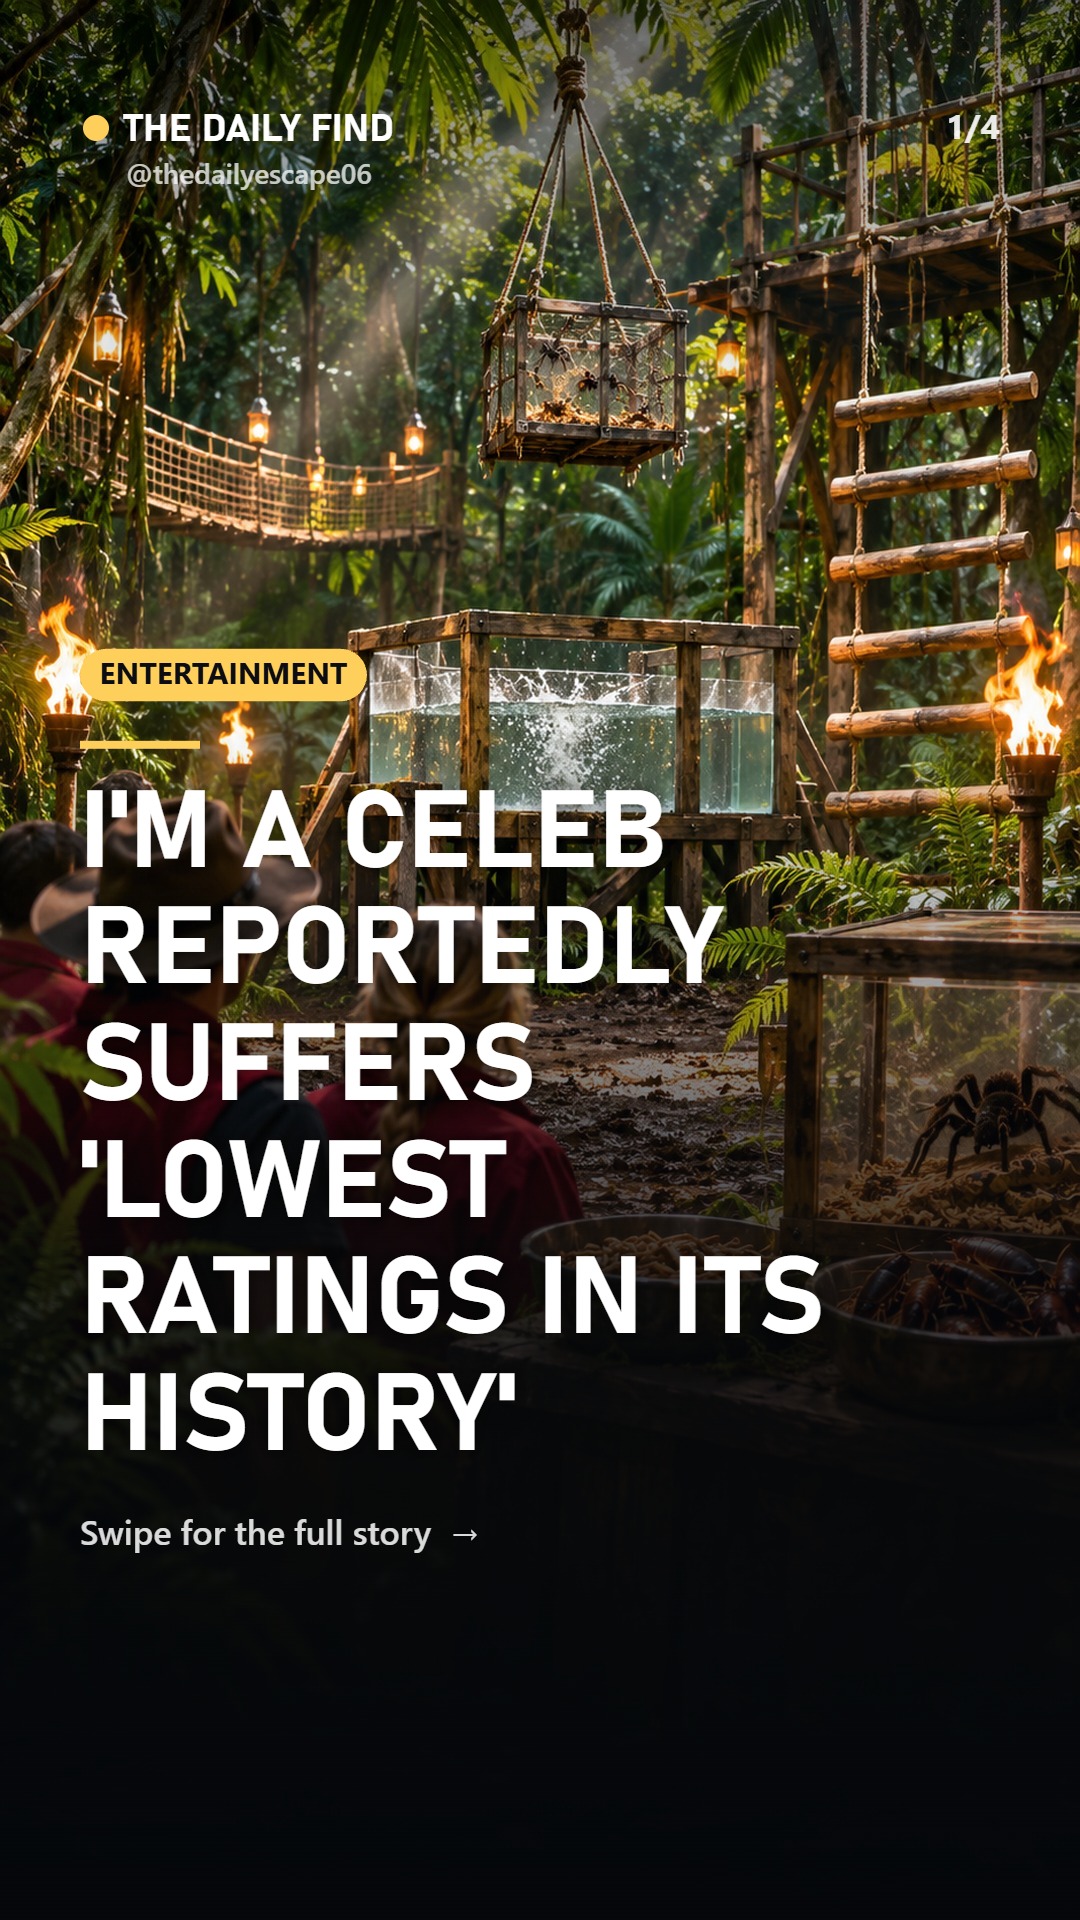 THE DAILY FIND
1/4
@thedailyescape06
ENTERTAINMENT
I'M A CELEB
REPORTEDLY
SUFFERS
'LOWEST
RATINGS IN ITS
HISTORY'
Swipe for the full story →